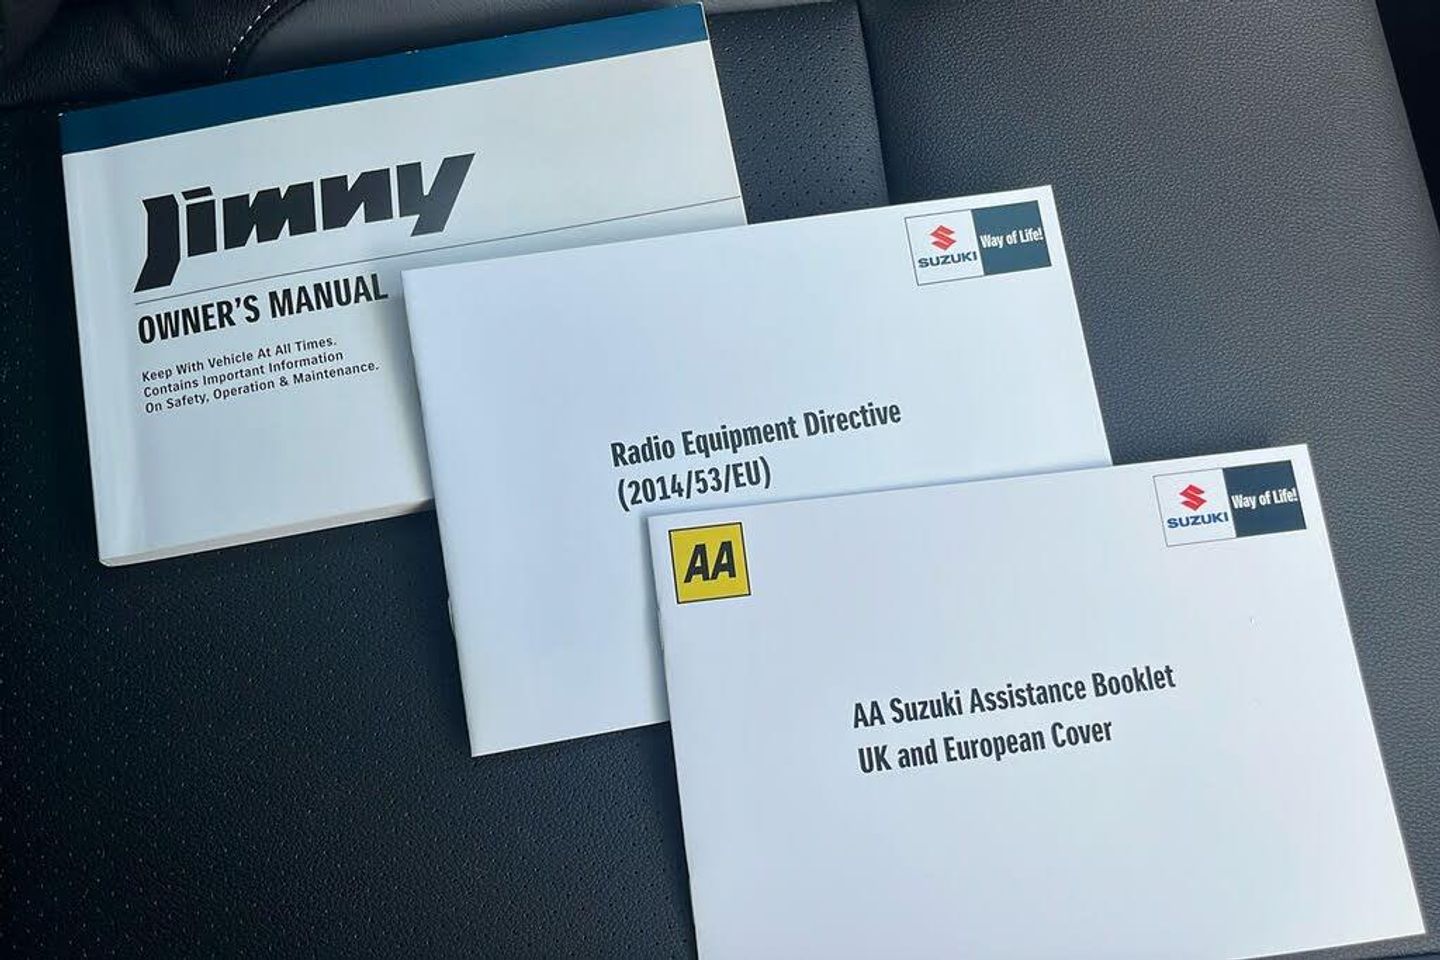 Jimny
OWNER'S MANUAL
Keep With Vehicle At All Times.
Contains Important Information
On Safety, Operation & Maintenance.
SUZUKI
Way of Life!
Radio Equipment Directive
(2014/53/EU)
AA
SUZUKI
Way of Life!
AA Suzuki Assistance Booklet
UK and European Cover